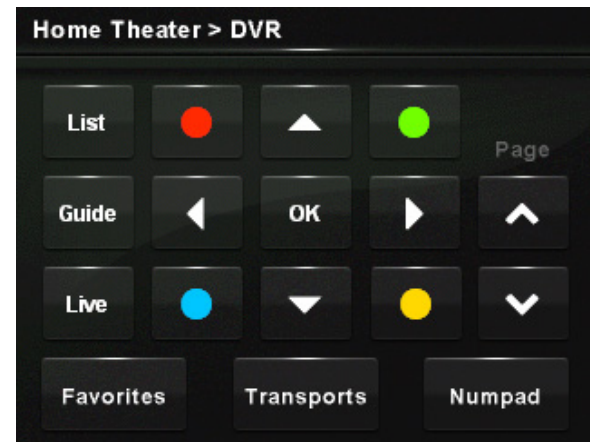 Home Theater > DVR
List
Page
Guide
OK
Live
Favorites
Transports
Numpad